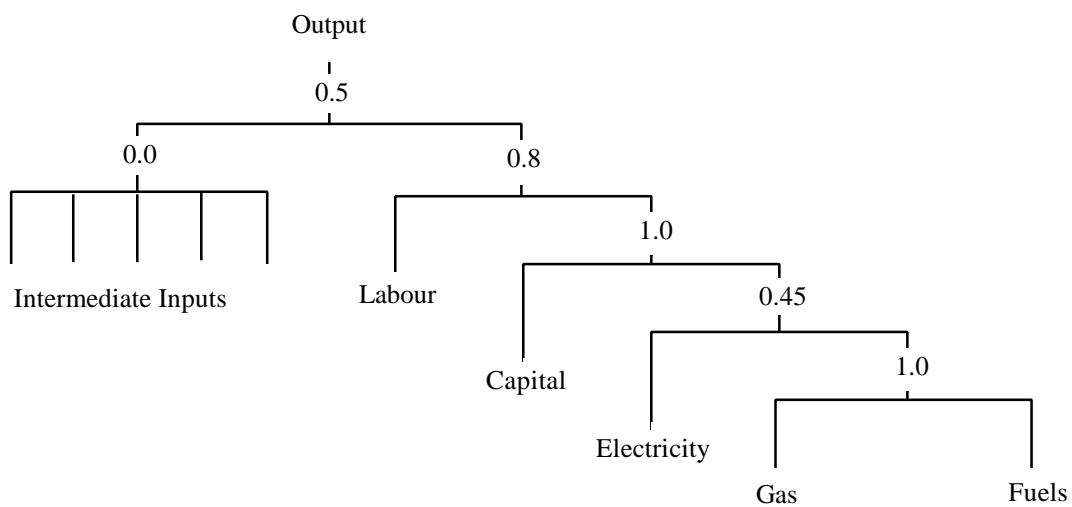 Output
0.5
0.0
0.8
1.0
Intermediate Inputs
Labour
0.45
Capital
1.0
Electricity
Gas
Fuels